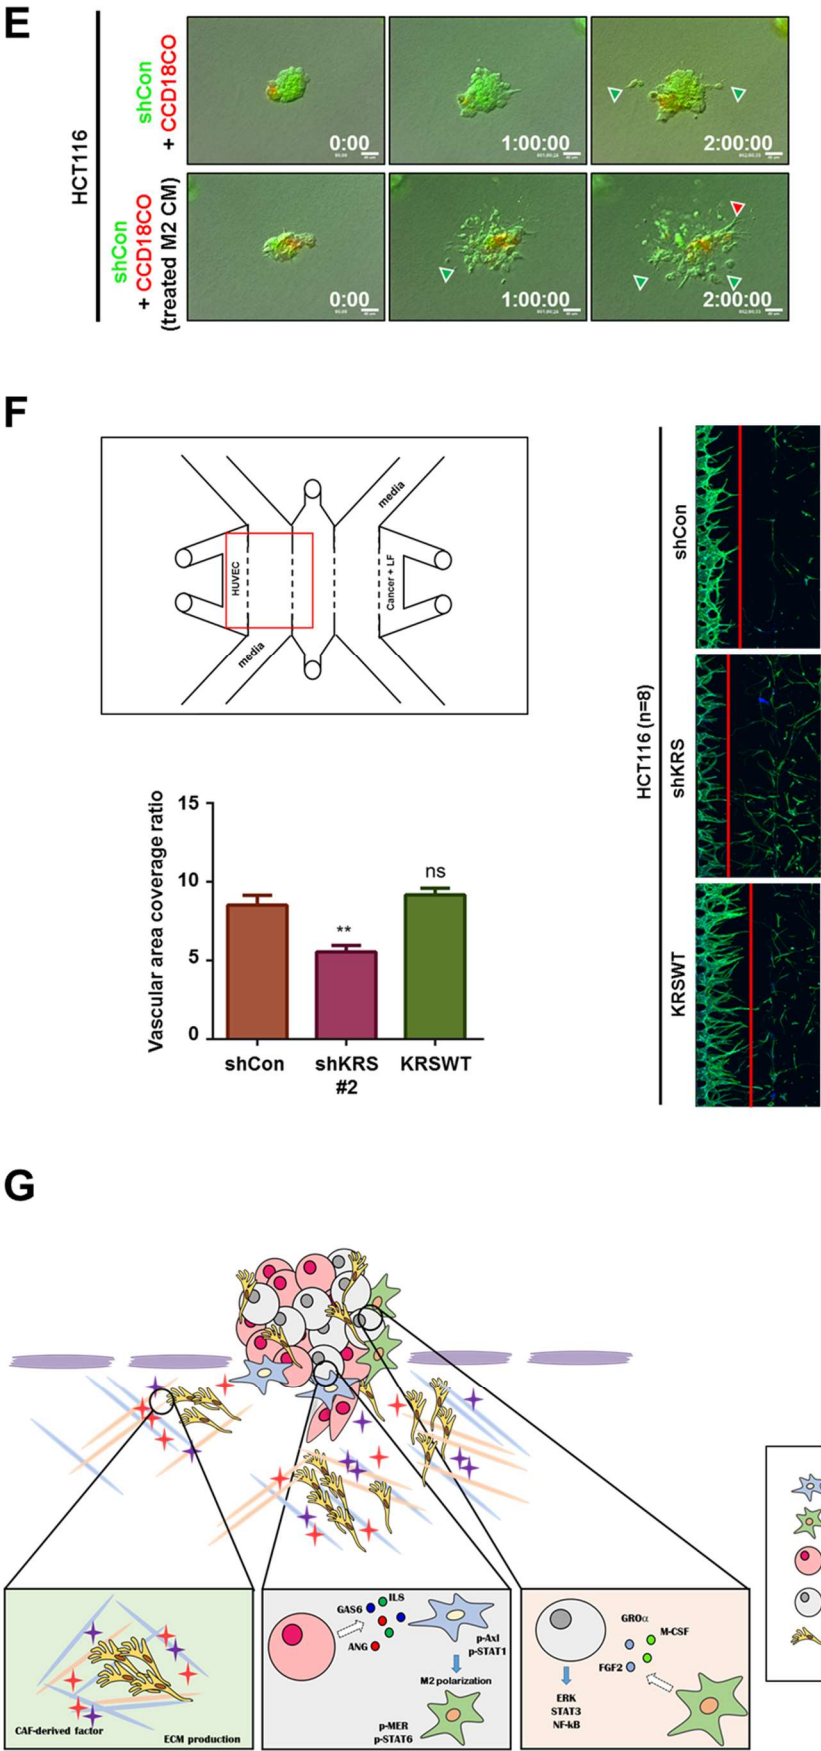 E
HCT116
shCon
+ CCD18CO
0:00
1:00:00
2:00:00
shCon
+ CCD18CO
(treated M2 CM)
0:00
1:00:00
2:00:00
F
media
HUVEC
Cancer + LF
media
HCT116 (n=8)
shCon
shKRS
KRSWT
Vascular area coverage ratio
15
10
5
0
**
ns
shCon
shKRS
#2
KRSWT
G
CAF-derived factor
ECM production
GAS6
IL8
ANG
p-Axl
p-STAT1
M2 polarization
p-MER
p-STAT6
GROα
M-CSF
FGF2
ERK
STAT3
NF-kB